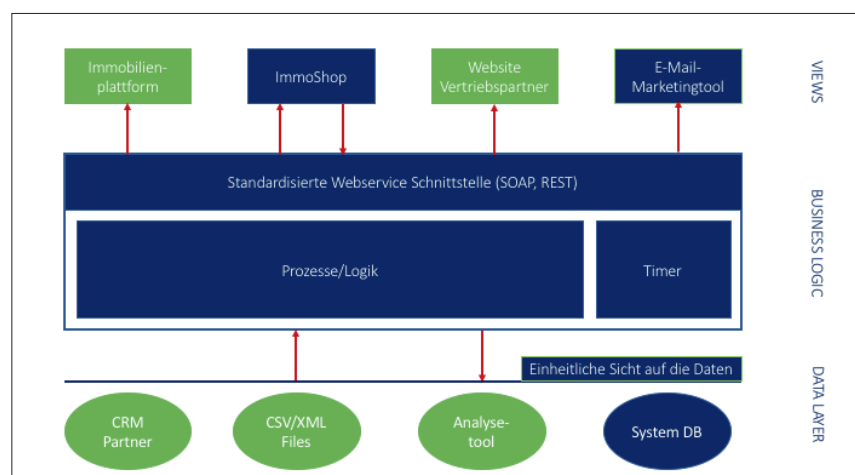 Immobilien-
plattform
ImmoShop
Website
Vertriebspartner
E-Mail-
Marketingtool
VIEWS
Standardisierte Webservice Schnittstelle (SOAP, REST)
Prozesse/Logik
Timer
BUSINESS LOGIC
Einheitliche Sicht auf die Daten
CRM
Partner
CSV/XML
Files
Analyse-
tool
System DB
DATA LAYER